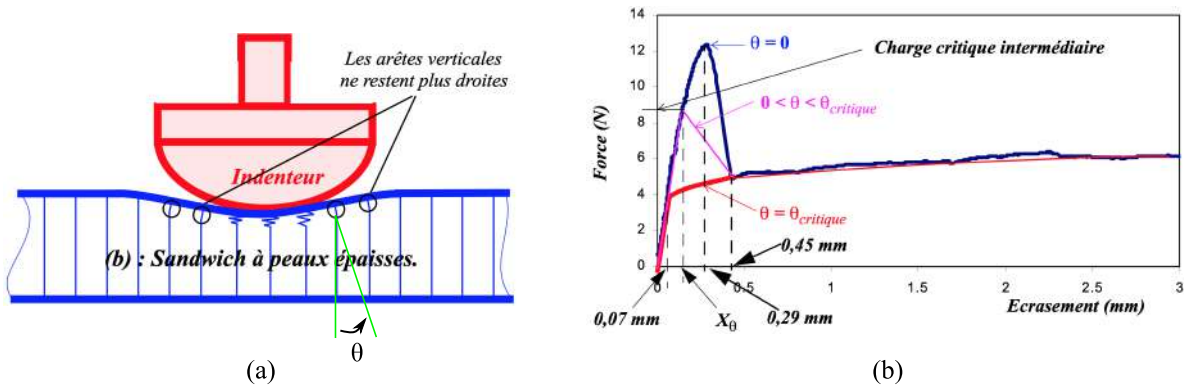 Les arêtes verticales
ne restent plus droites
Indenteur
(b) : Sandwich à peaux épaisses.
θ
(a)
Force (N)
14
12
10
8
6
4
2
0
θ = 0
Charge critique intermédiaire
0 < θ < θcritique
θ = θcritique
0,45 mm
0 0.5 1 1.5 2 2.5 3
0,07 mm
Xθ
0,29 mm
Ecrasement (mm)
(b)